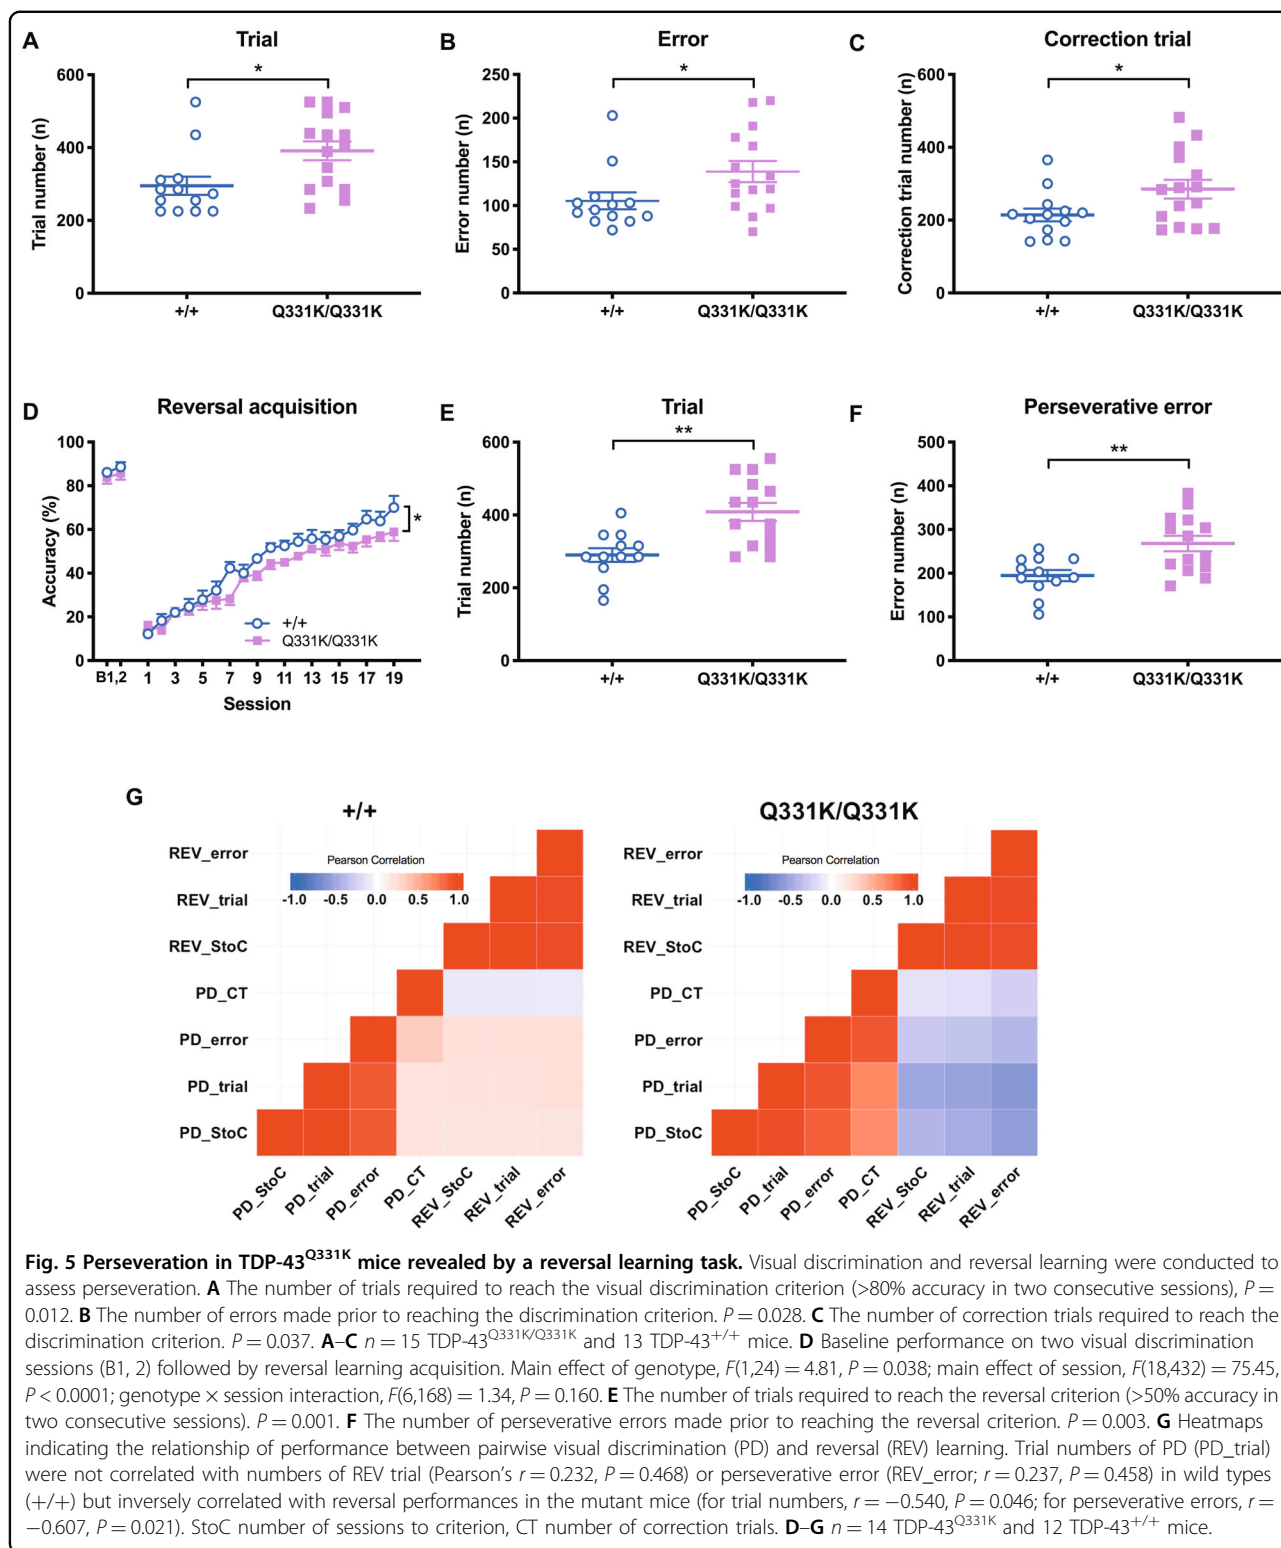 A
Trial
*
Trial number (n)
600
400
200
0
+/+
Q331K/Q331K
B
Error
*
Error number (n)
250
200
150
100
50
0
+/+
Q331K/Q331K
C
Correction trial
*
Correction trial number (n)
600
400
200
0
+/+
Q331K/Q331K
D
Reversal acquisition
Accuracy (%)
100
80
60
40
20
0
*
+/+
Q331K/Q331K
B1,2 1 3 5 7 9 11 13 15 17 19
Session
E
Trial
**
Trial number (n)
600
400
200
0
+/+
Q331K/Q331K
F
Perseverative error
**
Error number (n)
500
400
300
200
100
0
+/+
Q331K/Q331K
G
+/+
Pearson Correlation
-1.0 -0.5 0.0 0.5 1.0
REV_error
REV_trial
REV_StoC
PD_CT
PD_error
PD_trial
PD_StoC
PD_StoC PD_trial PD_error PD_CT REV_StoC REV_trial REV_error
Q331K/Q331K
Pearson Correlation
-1.0 -0.5 0.0 0.5 1.0
REV_error
REV_trial
REV_StoC
PD_CT
PD_error
PD_trial
PD_StoC
PD_StoC PD_trial PD_error PD_CT REV_StoC REV_trial REV_error
Fig. 5 Perseveration in TDP-43^Q331K mice revealed by a reversal learning task. Visual discrimination and reversal learning were conducted to
assess perseveration. A The number of trials required to reach the visual discrimination criterion (>80% accuracy in two consecutive sessions), P =
0.012. B The number of errors made prior to reaching the discrimination criterion. P = 0.028. C The number of correction trials required to reach the
discrimination criterion. P = 0.037. A–C n = 15 TDP-43^Q331K/Q331K and 13 TDP-43^+/+ mice. D Baseline performance on two visual discrimination
sessions (B1, 2) followed by reversal learning acquisition. Main effect of genotype, F(1,24) = 4.81, P = 0.038; main effect of session, F(18,432) = 75.45,
P < 0.0001; genotype × session interaction, F(6,168) = 1.34, P = 0.160. E The number of trials required to reach the reversal criterion (>50% accuracy in
two consecutive sessions). P = 0.001. F The number of perseverative errors made prior to reaching the reversal criterion. P = 0.003. G Heatmaps
indicating the relationship of performance between pairwise visual discrimination (PD) and reversal (REV) learning. Trial numbers of PD (PD_trial)
were not correlated with numbers of REV trial (Pearson's r = 0.232, P = 0.468) or perseverative error (REV_error; r = 0.237, P = 0.458) in wild types
(+/+) but inversely correlated with reversal performances in the mutant mice (for trial numbers, r = −0.540, P = 0.046; for perseverative errors, r =
−0.607, P = 0.021). StoC number of sessions to criterion, CT number of correction trials. D–G n = 14 TDP-43^Q331K and 12 TDP-43^+/+ mice.